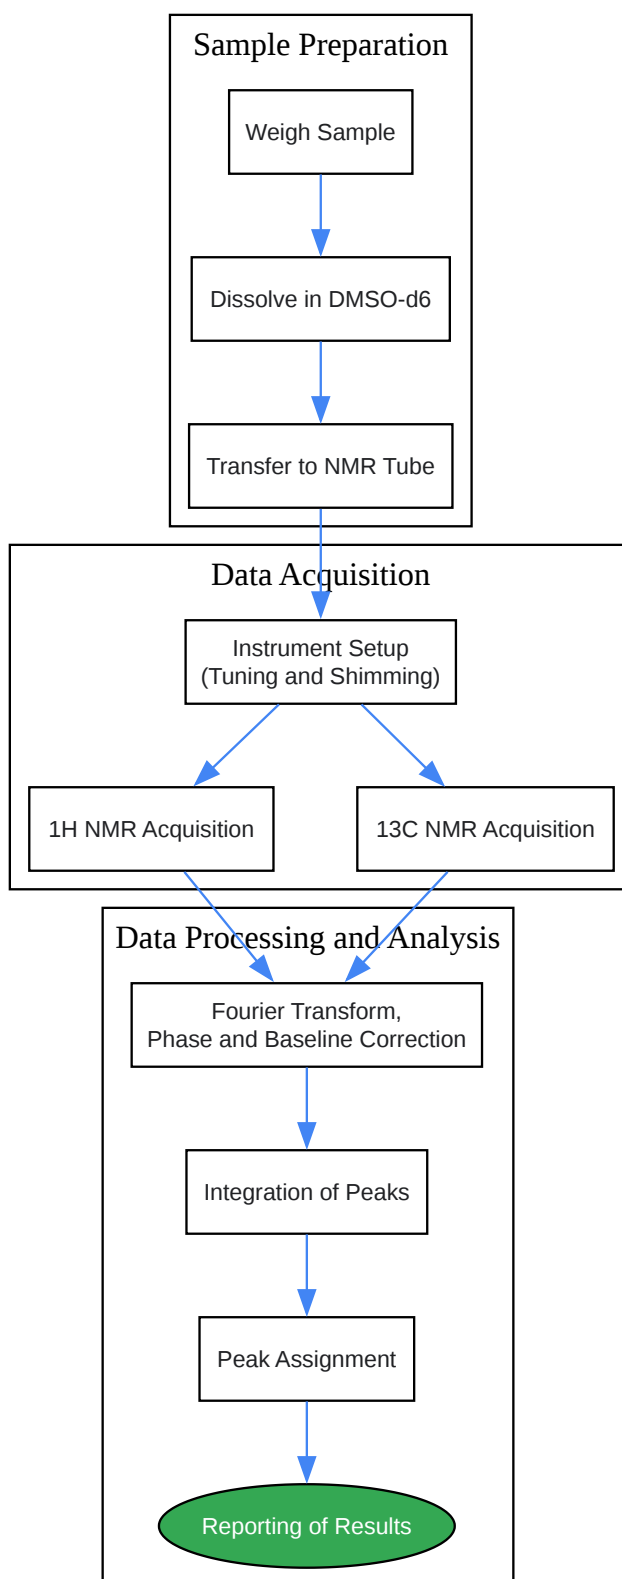 Sample Preparation
Weigh Sample
Dissolve in DMSO-d6
Transfer to NMR Tube
Data Acquisition
Instrument Setup
(Tuning and Shimming)
1H NMR Acquisition
13C NMR Acquisition
Data Processing and Analysis
Fourier Transform,
Phase and Baseline Correction
Integration of Peaks
Peak Assignment
Reporting of Results